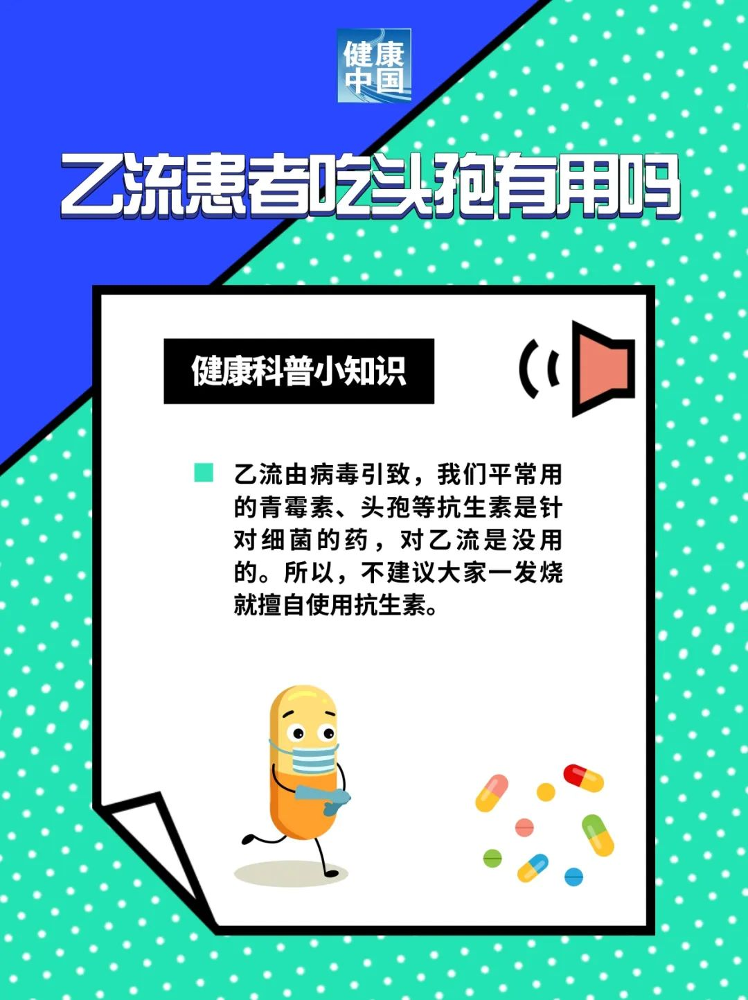 健康
中国
乙流患者吃头孢有用吗
健康科普小知识
乙流由病毒引致，我们平常用
的青霉素、头孢等抗生素是针
对细菌的药，对乙流是没用
的。所以，不建议大家一发烧
就擅自使用抗生素。